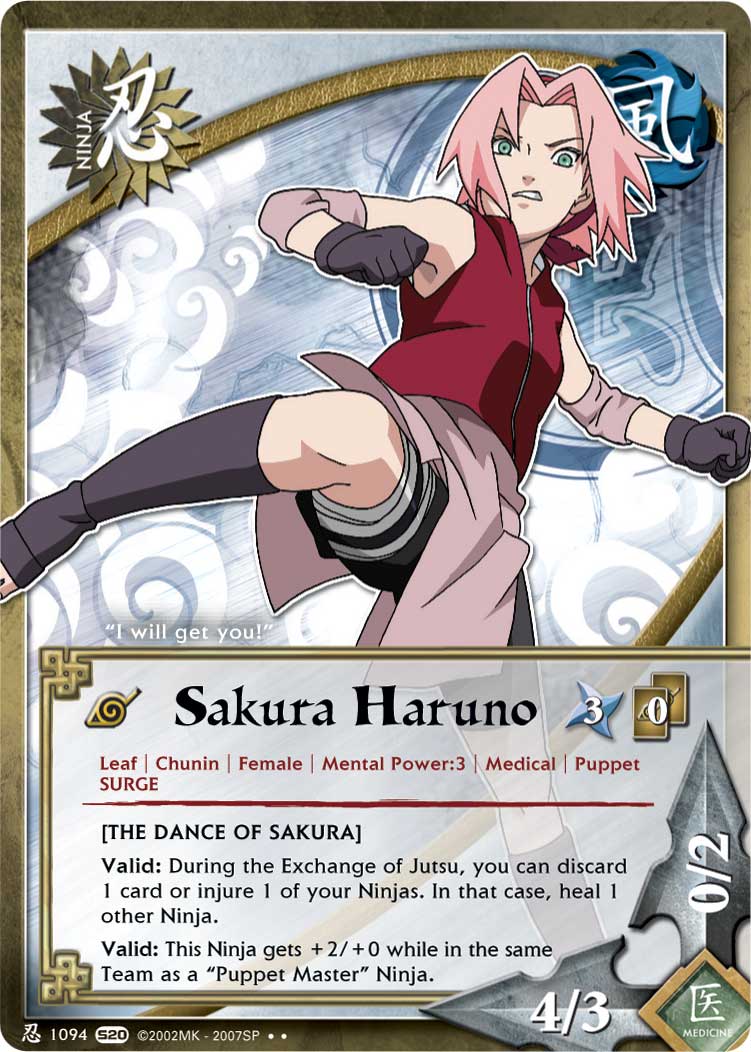 忍
NINJA
風
"I will get you!"
Sakura Haruno
3
0
Leaf | Chunin | Female | Mental Power:3 | Medical | Puppet
SURGE
[THE DANCE OF SAKURA]
Valid: During the Exchange of Jutsu, you can discard
1 card or injure 1 of your Ninjas. In that case, heal 1
other Ninja.
Valid: This Ninja gets +2/+0 while in the same
Team as a "Puppet Master" Ninja.
0/2
4/3
医
MEDICINE
忍 1094 S20 ©2002MK - 2007SP ••